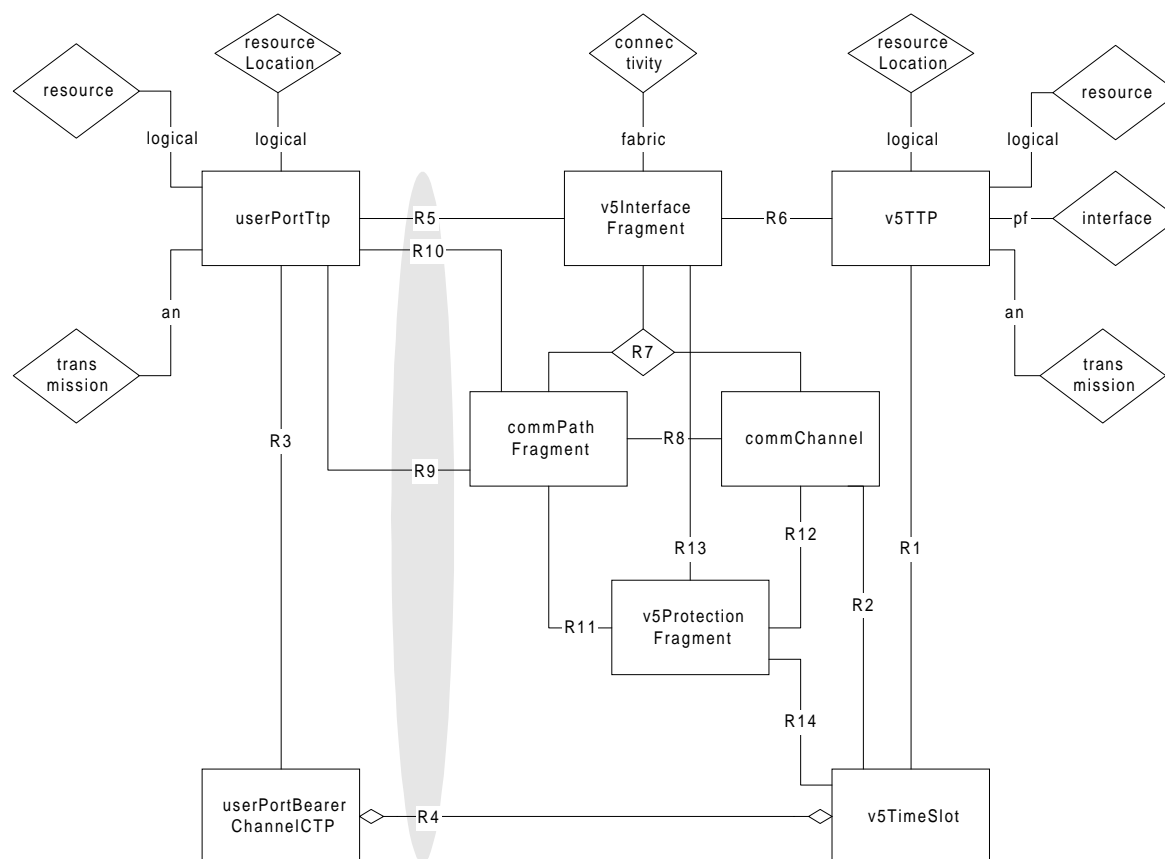 resource
Location
connec
tivity
resource
Location
resource
resource
logical
logical
fabric
logical
logical
userPortTtp
R5
v5Interface
Fragment
R6
v5TTP
pf
interface
R10
an
an
trans
mission
R7
trans
mission
commPath
Fragment
R8
commChannel
R3
R9
R12
R13
R1
v5Protection
Fragment
R11
R2
R14
userPortBearer
ChannelCTP
R4
v5TimeSlot